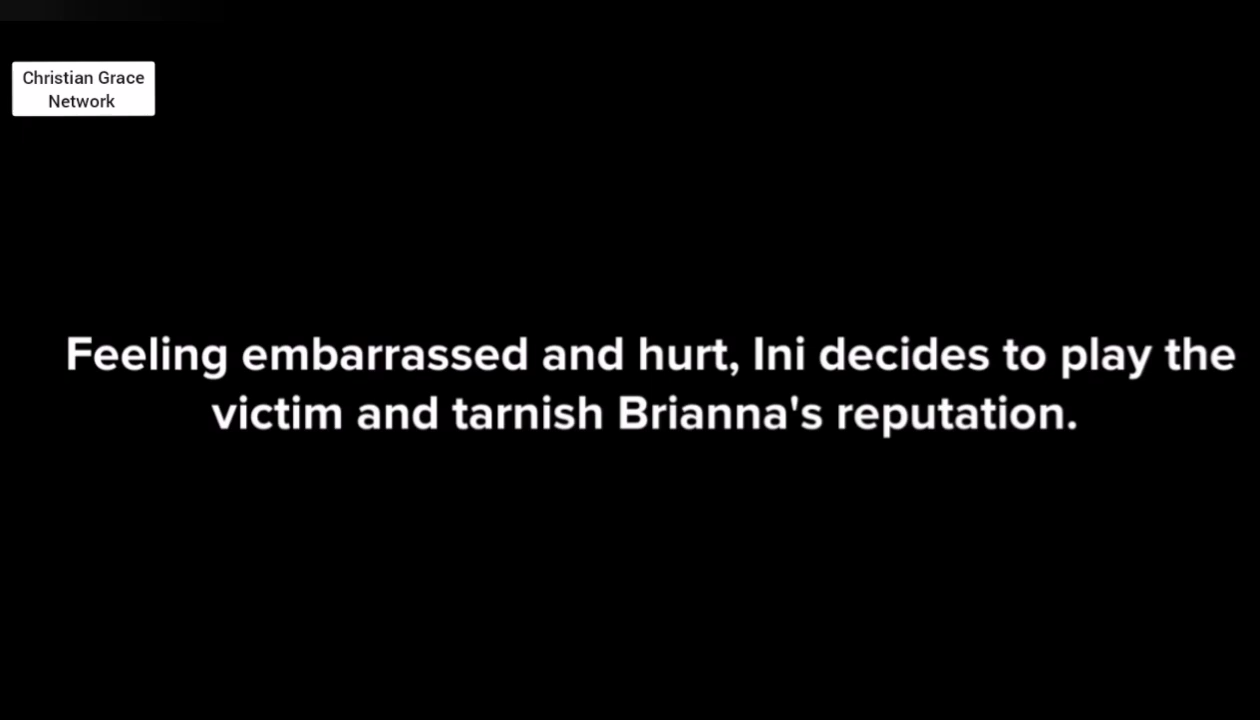 Christian Grace
Network
Feeling embarrassed and hurt, Ini decides to play the
victim and tarnish Brianna's reputation.